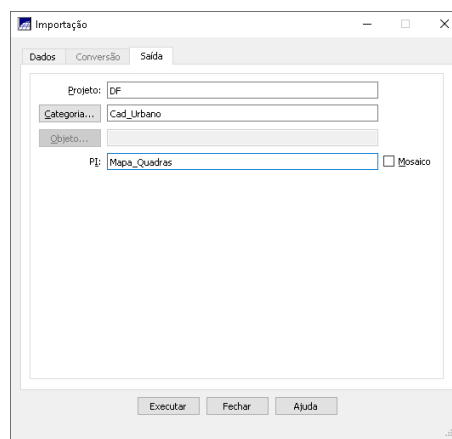 Importação
Dados Conversão Saída
Projeto: DF
Categoria... Cad_Urbano
Objeto...
PI: Mapa_Quadras Mosaico
Executar Fechar Ajuda